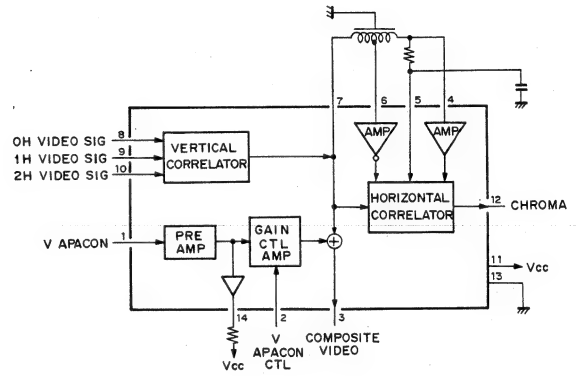 7
6
5
4
AMP
AMP
OH VIDEO SIG 8
1H VIDEO SIG 9
2H VIDEO SIG 10
VERTICAL
CORRELATOR
HORIZONTAL
CORRELATOR
12 CHROMA
V APACON 1
PRE
AMP
GAIN
CTL
AMP
+
11 Vcc
13
14
2
3
Vcc
V
APACON
CTL
COMPOSITE
VIDEO